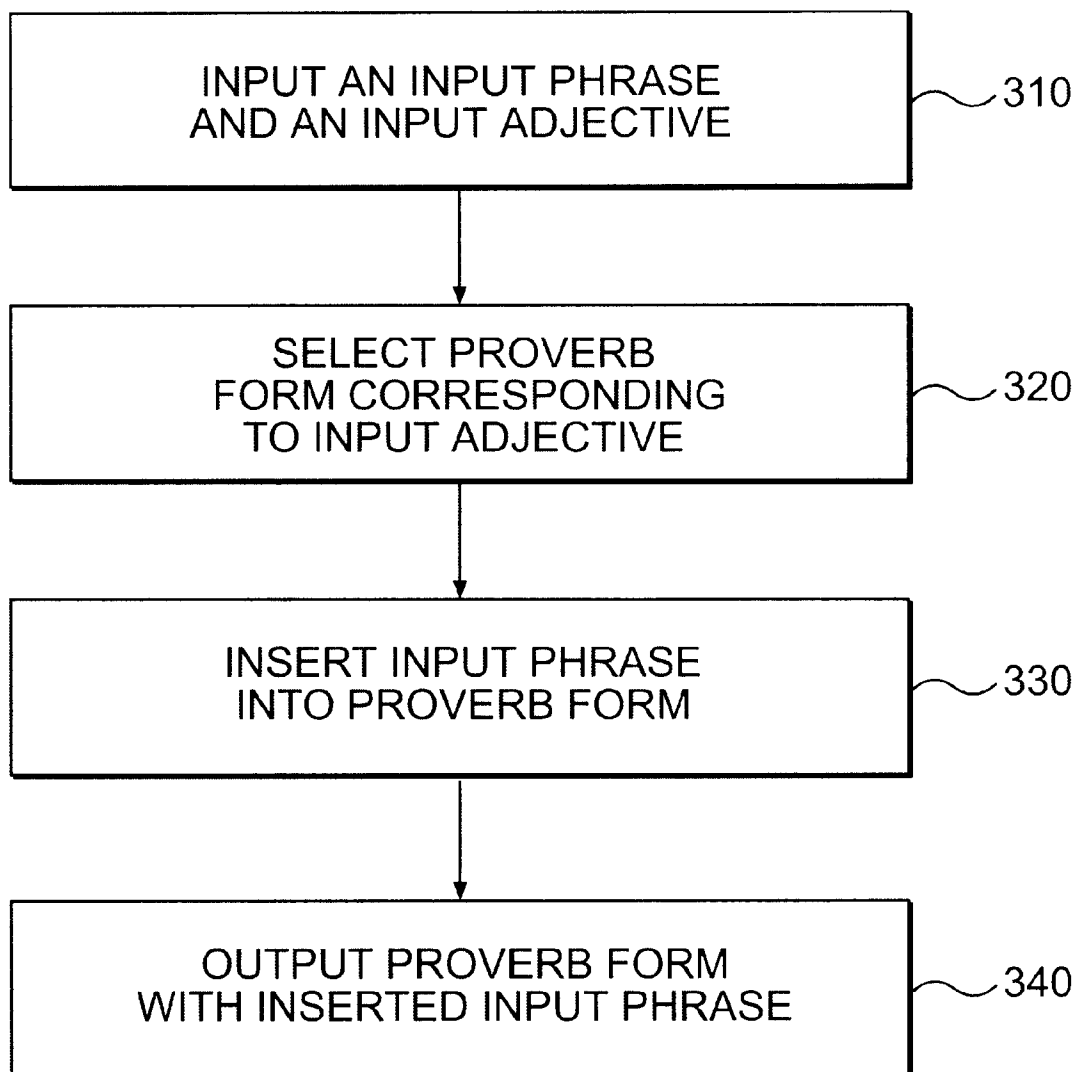 INPUT AN INPUT PHRASE
AND AN INPUT ADJECTIVE
310
SELECT PROVERB
FORM CORRESPONDING
TO INPUT ADJECTIVE
320
INSERT INPUT PHRASE
INTO PROVERB FORM
330
OUTPUT PROVERB FORM
WITH INSERTED INPUT PHRASE
340